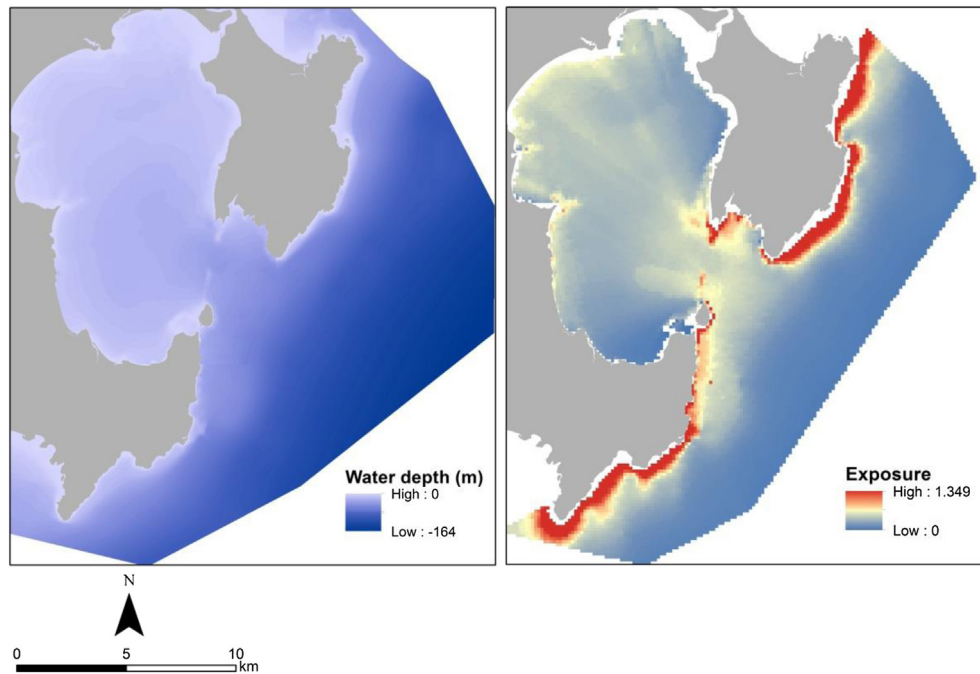 Water depth (m)
High : 0
Low : -164
Exposure
High : 1.349
Low : 0
N
0 5 10
km